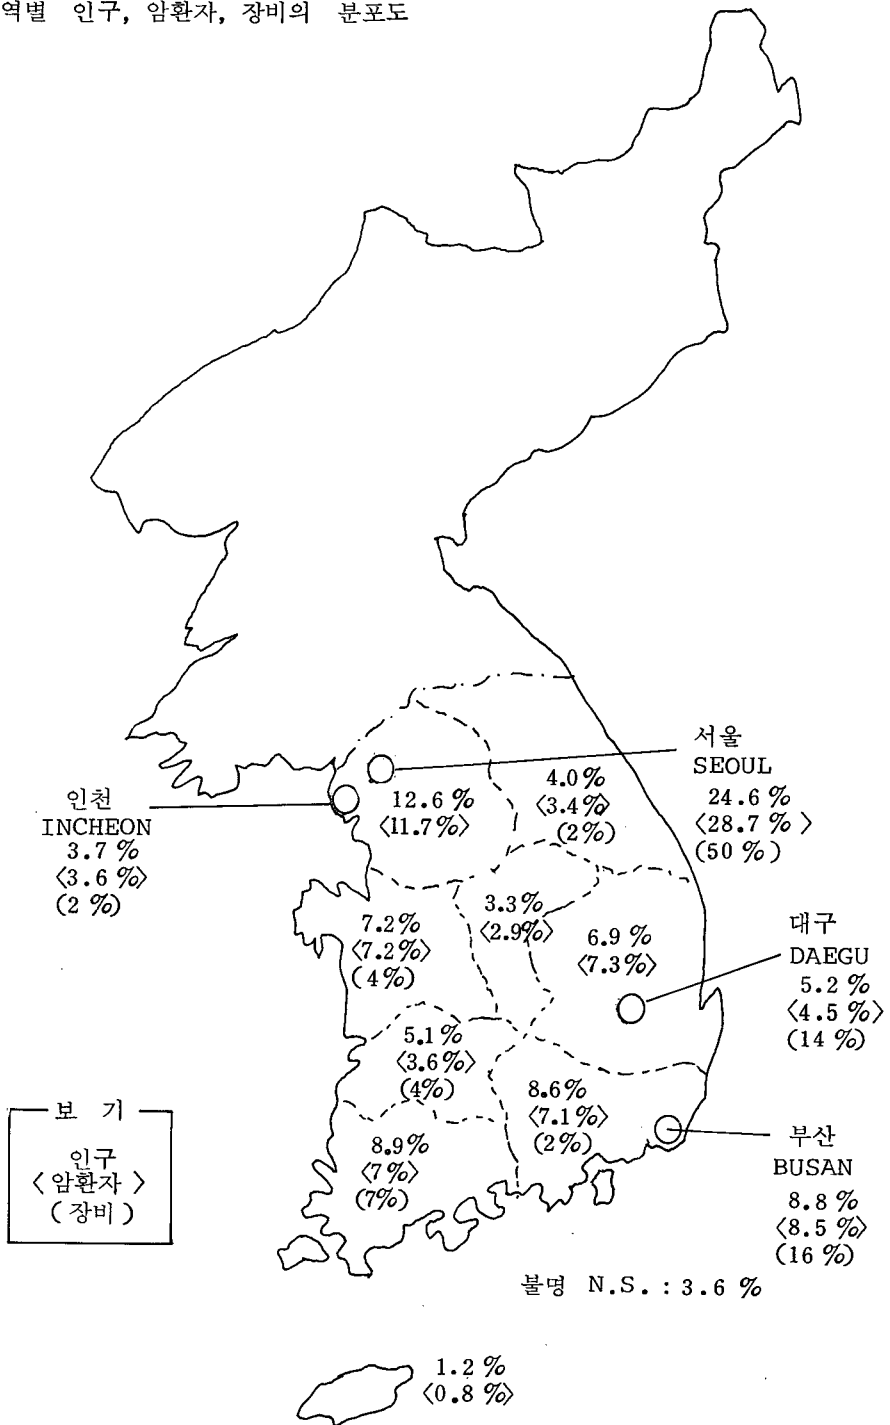 역별 인구, 암환자, 장비의 분포도
서울
SEOUL
24.6 %
<28.7 %>
(50 %)
인천
INCHEON
3.7 %
<3.6 %>
(2 %)
12.6 %
<11.7%>
4.0 %
<3.4%>
(2%)
7.2%
<7.2%>
(4%)
3.3%
<2.9%>
6.9 %
<7.3%>
대구
DAEGU
5.2 %
<4.5 %>
(14 %)
5.1%
<3.6%>
(4%)
8.6%
<7.1%>
(2%)
8.9%
<7%>
(7%)
부산
BUSAN
8.8 %
<8.5 %>
(16 %)
보 기
인구
<암환자>
(장비)
불명 N.S. : 3.6 %
1.2 %
<0.8 %>